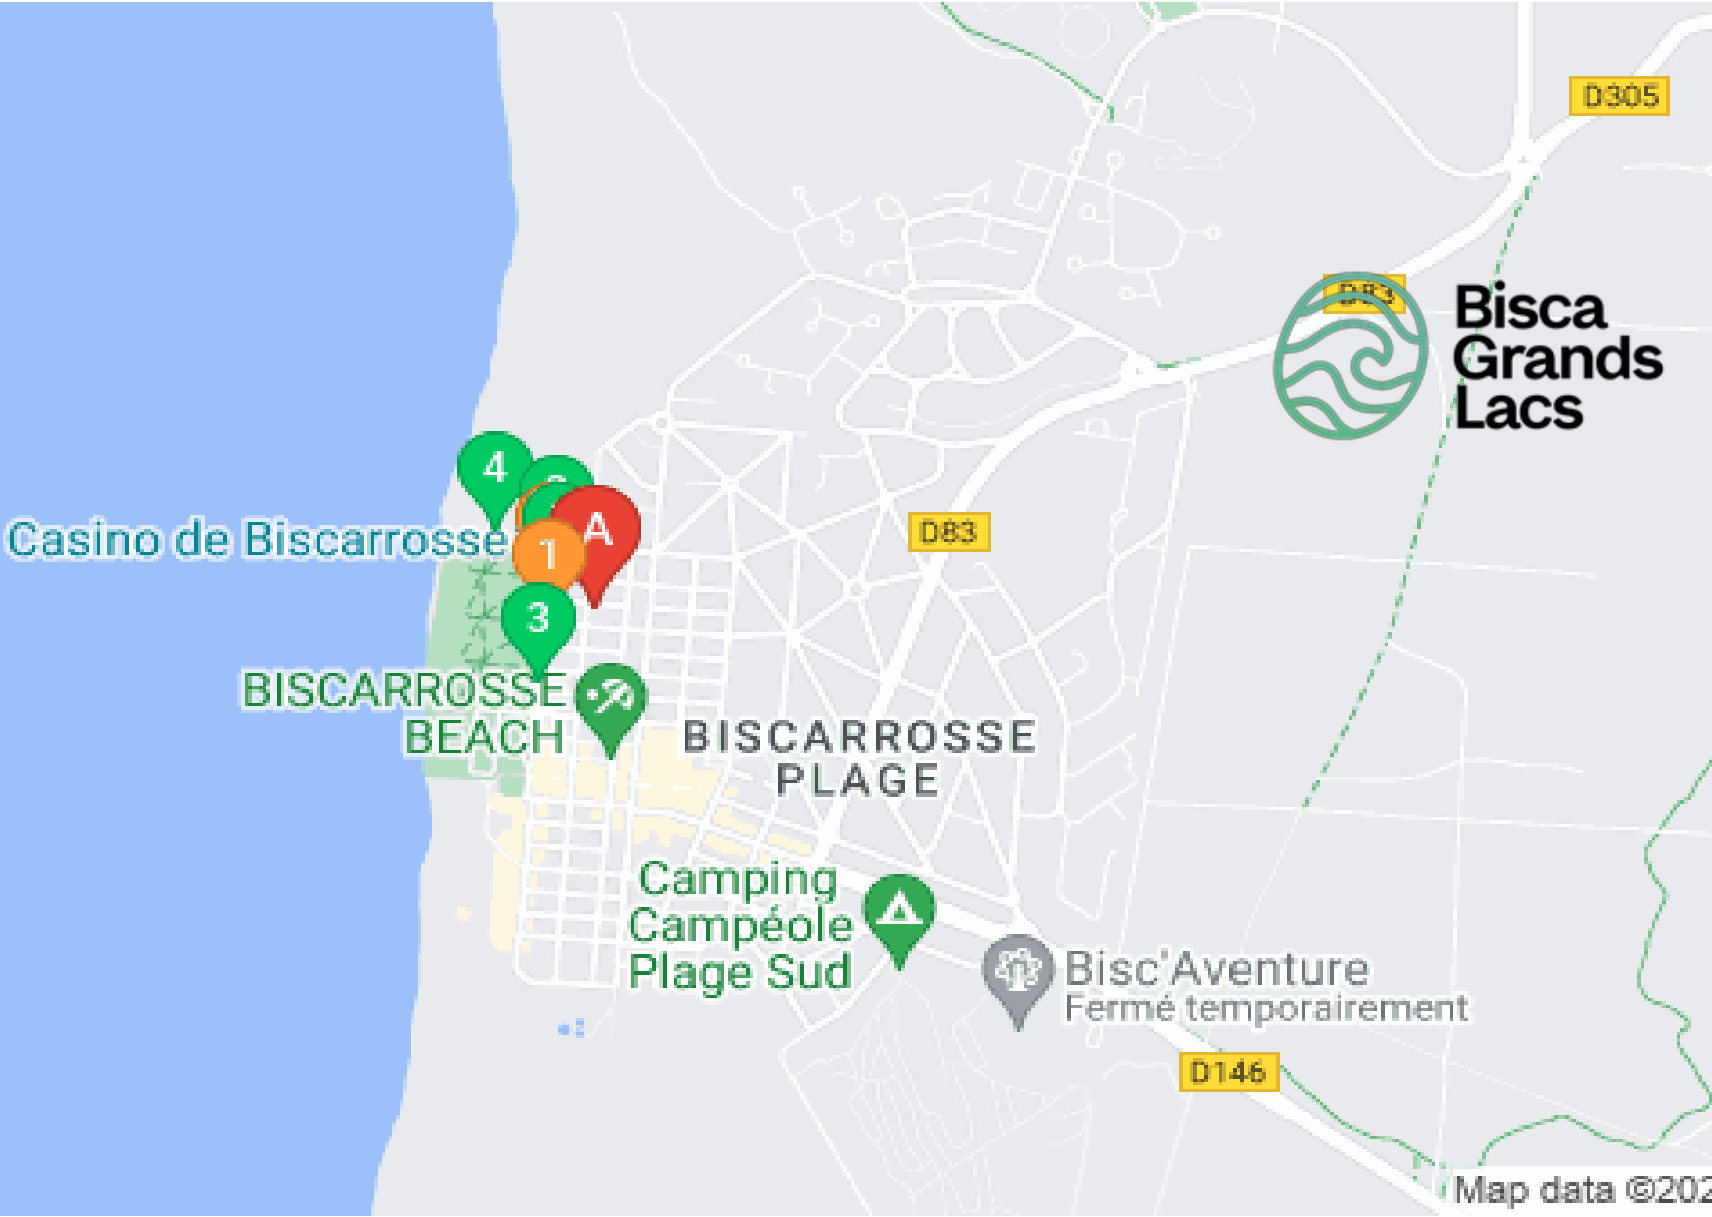 D305
D83
Bisca
Grands
Lacs
4
A
1
Casino de Biscarrosse
D83
3
BISCARROSSE
BEACH
BISCARROSSE
PLAGE
Camping
Campéole
Plage Sud
Bisc'Aventure
Fermé temporairement
D146
Map data ©202